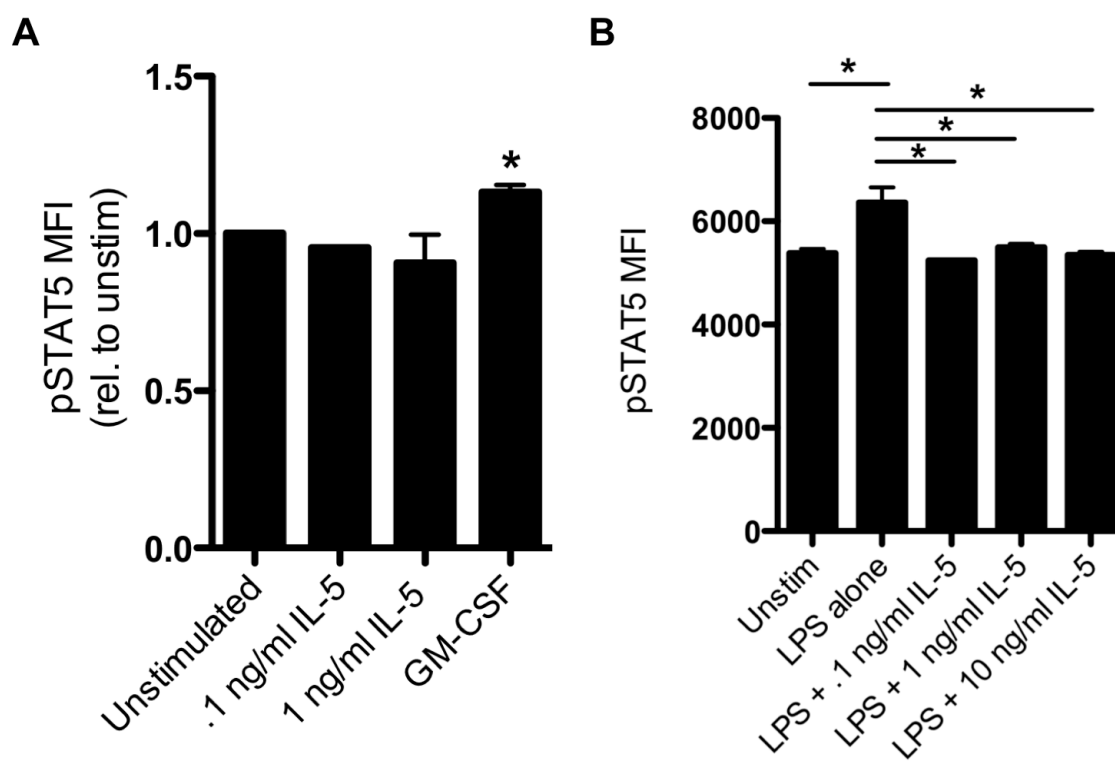 A
pSTAT5 MFI
(rel. to unstim)
1.5
1.0
0.5
0.0
*
Unstimulated
.1 ng/ml IL-5
1 ng/ml IL-5
GM-CSF
B
pSTAT5 MFI
8000
6000
4000
2000
0
*
*
*
*
Unstim
LPS alone
LPS + .1 ng/ml IL-5
LPS + 1 ng/ml IL-5
LPS + 10 ng/ml IL-5